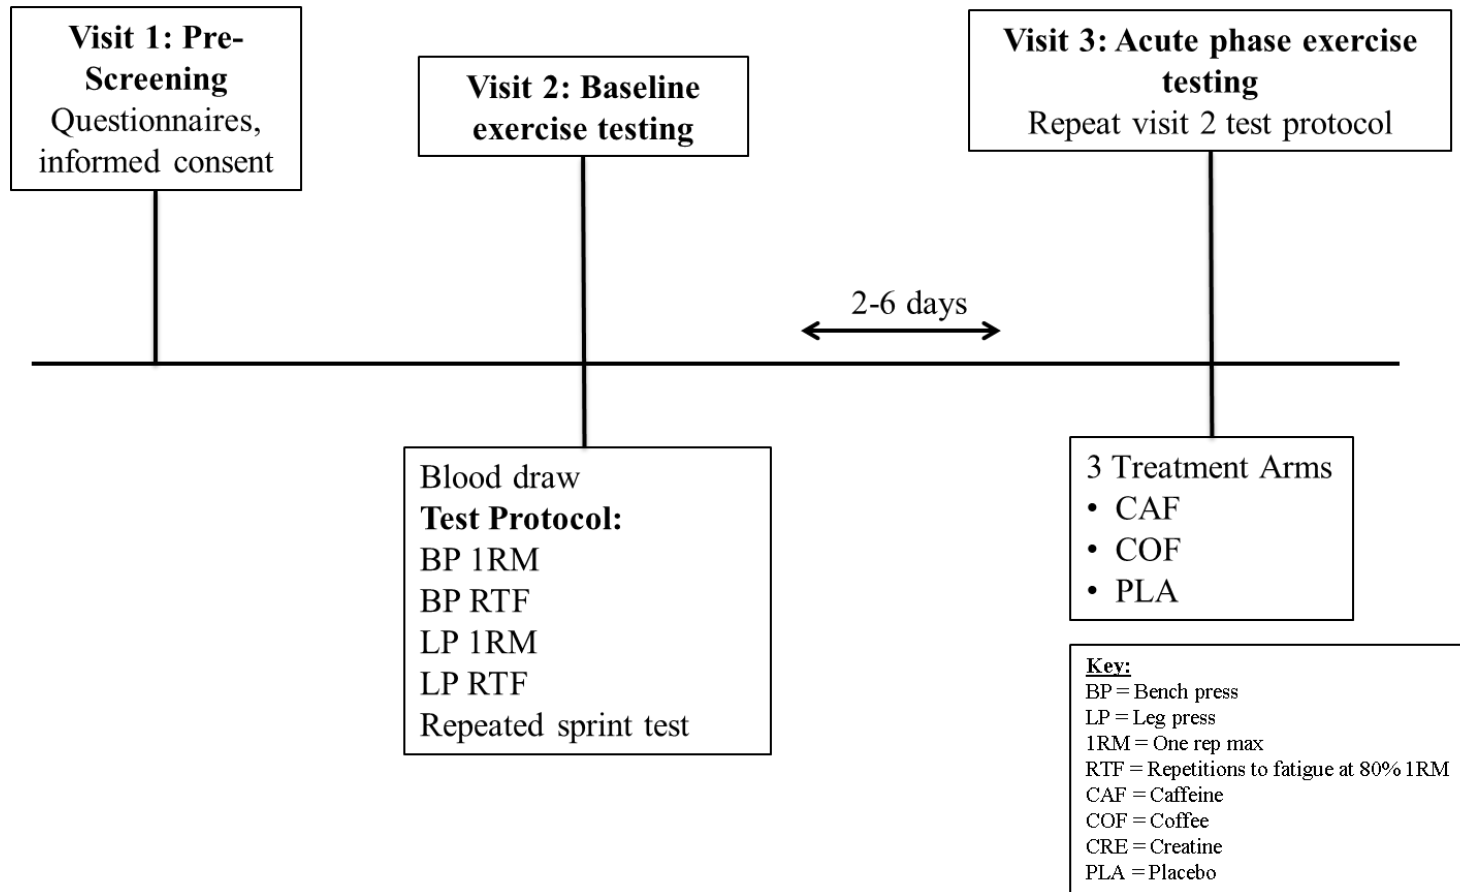 Visit 1: Pre-
Screening
Questionnaires,
informed consent
Visit 2: Baseline
exercise testing
Visit 3: Acute phase exercise
testing
Repeat visit 2 test protocol
2-6 days
Blood draw
Test Protocol:
BP 1RM
BP RTF
LP 1RM
LP RTF
Repeated sprint test
3 Treatment Arms
• CAF
• COF
• PLA
Key:
BP = Bench press
LP = Leg press
1RM = One rep max
RTF = Repetitions to fatigue at 80% 1RM
CAF = Caffeine
COF = Coffee
CRE = Creatine
PLA = Placebo